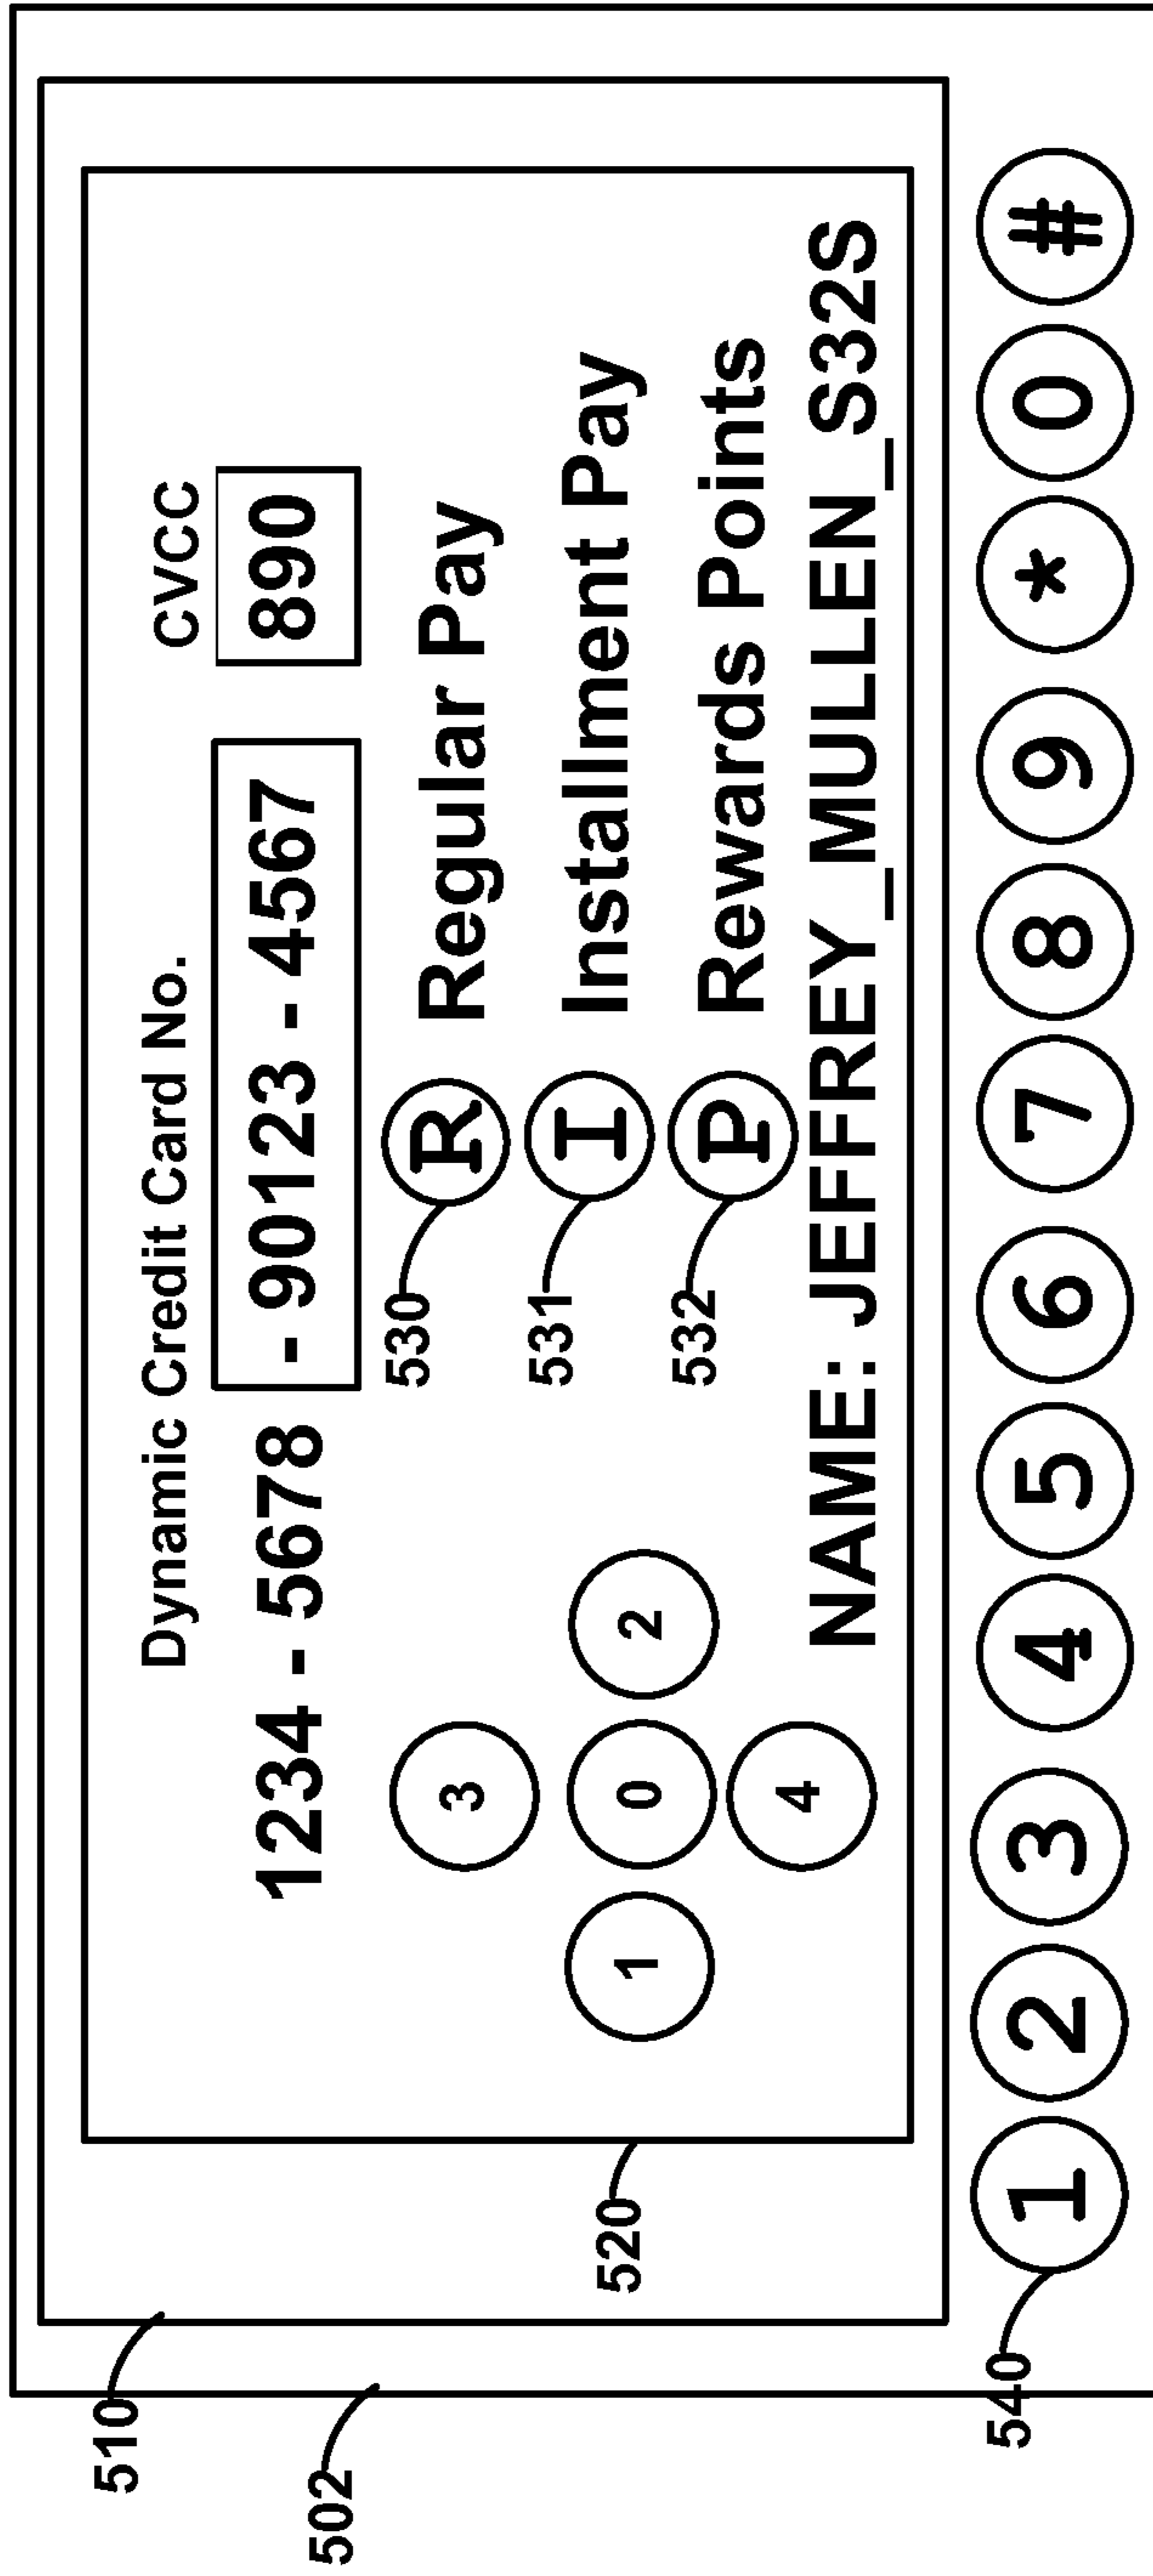 510
502
Dynamic Credit Card No. CVCC
1234 - 5678 - 90123 - 4567 890
530 R Regular Pay
531 I Installment Pay
532 P Rewards Points
3
1 0 2
4
NAME: JEFFREY_MULLEN_S32S
520
540
1 2 3 4 5 6 7 8 9 * 0 #